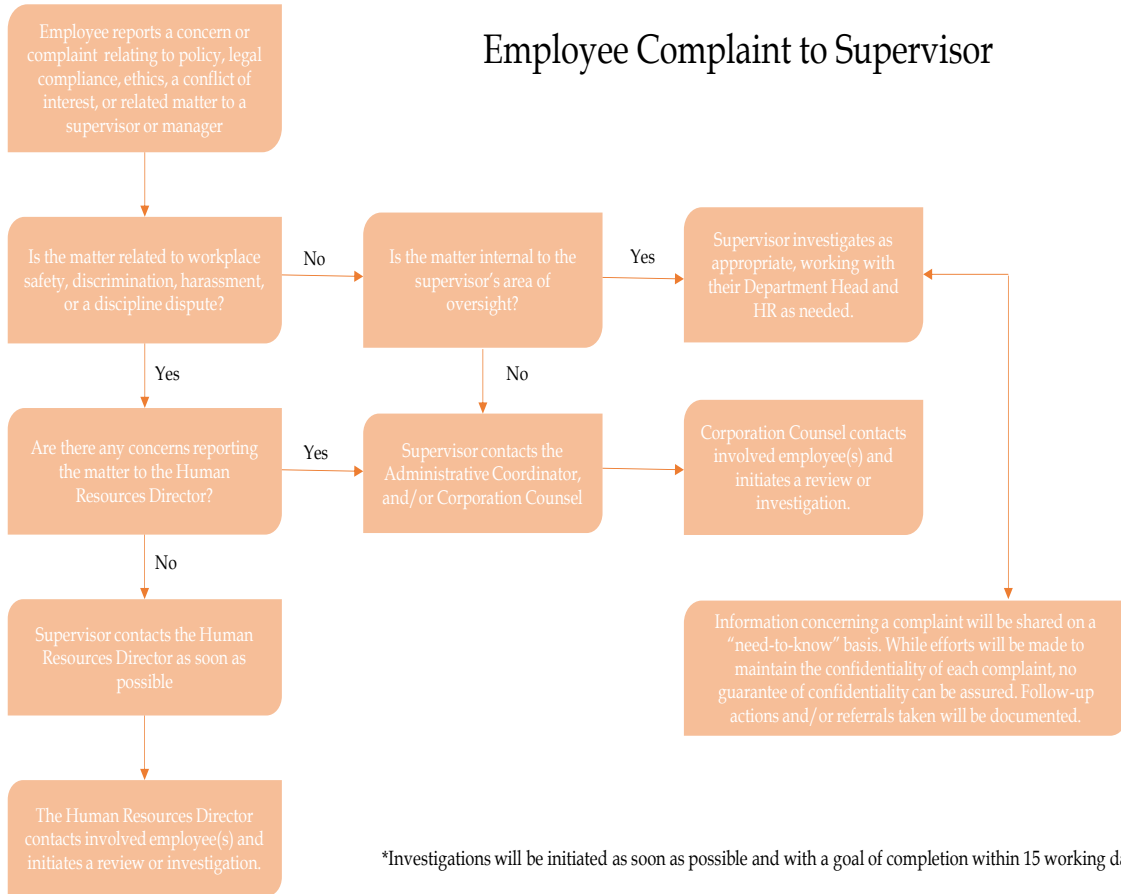 Employee Complaint to Supervisor
Employee reports a concern or
complaint relating to policy, legal
compliance, ethics, a conflict of
interest, or related matter to a
supervisor or manager
Is the matter related to workplace
safety, discrimination, harassment,
or a discipline dispute?
No
Is the matter internal to the
supervisor's area of
oversight?
Yes
Supervisor investigates as
appropriate, working with
their Department Head and
HR as needed.
Yes
No
Are there any concerns reporting
the matter to the Human
Resources Director?
Yes
Supervisor contacts the
Administrative Coordinator,
and/or Corporation Counsel
Corporation Counsel contacts
involved employee(s) and
initiates a review or
investigation.
No
Supervisor contacts the Human
Resources Director as soon as
possible
Information concerning a complaint will be shared on a
“need-to-know” basis. While efforts will be made to
maintain the confidentiality of each complaint, no
guarantee of confidentiality can be assured. Follow-up
actions and/or referrals taken will be documented.
The Human Resources Director
contacts involved employee(s) and
initiates a review or investigation.
*Investigations will be initiated as soon as possible and with a goal of completion within 15 working